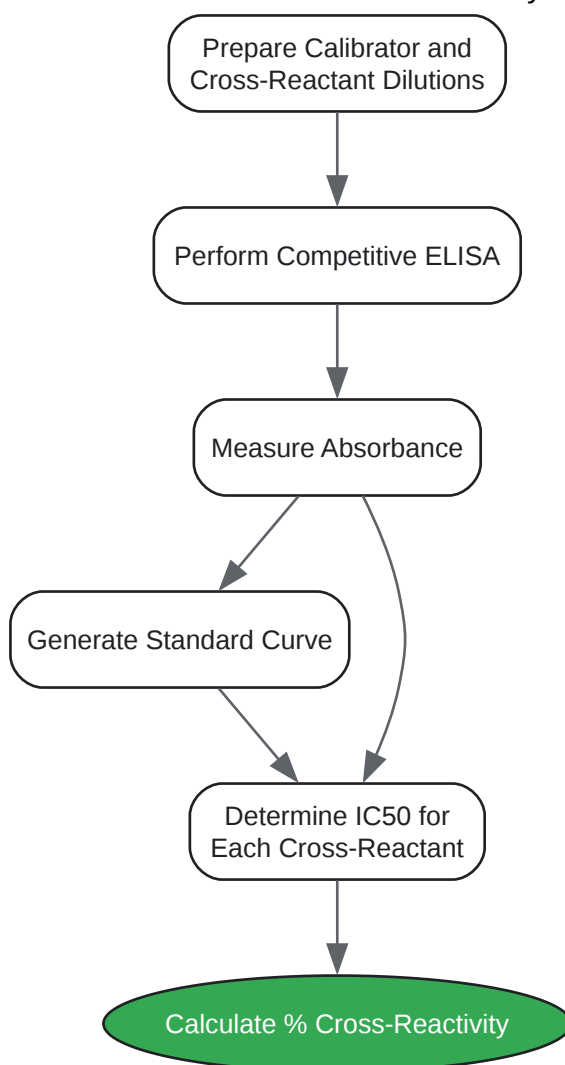 Prepare Calibrator and
Cross-Reactant Dilutions
Perform Competitive ELISA
Measure Absorbance
Generate Standard Curve
Determine IC50 for
Each Cross-Reactant
Calculate % Cross-Reactivity